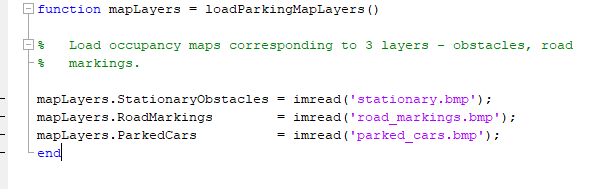 function mapLayers = loadParkingMapLayers()
%   Load occupancy maps corresponding to 3 layers - obstacles, road
%   markings.
mapLayers.StationaryObstacles = imread('stationary.bmp');
mapLayers.RoadMarkings        = imread('road_markings.bmp');
mapLayers.ParkedCars          = imread('parked_cars.bmp');
end